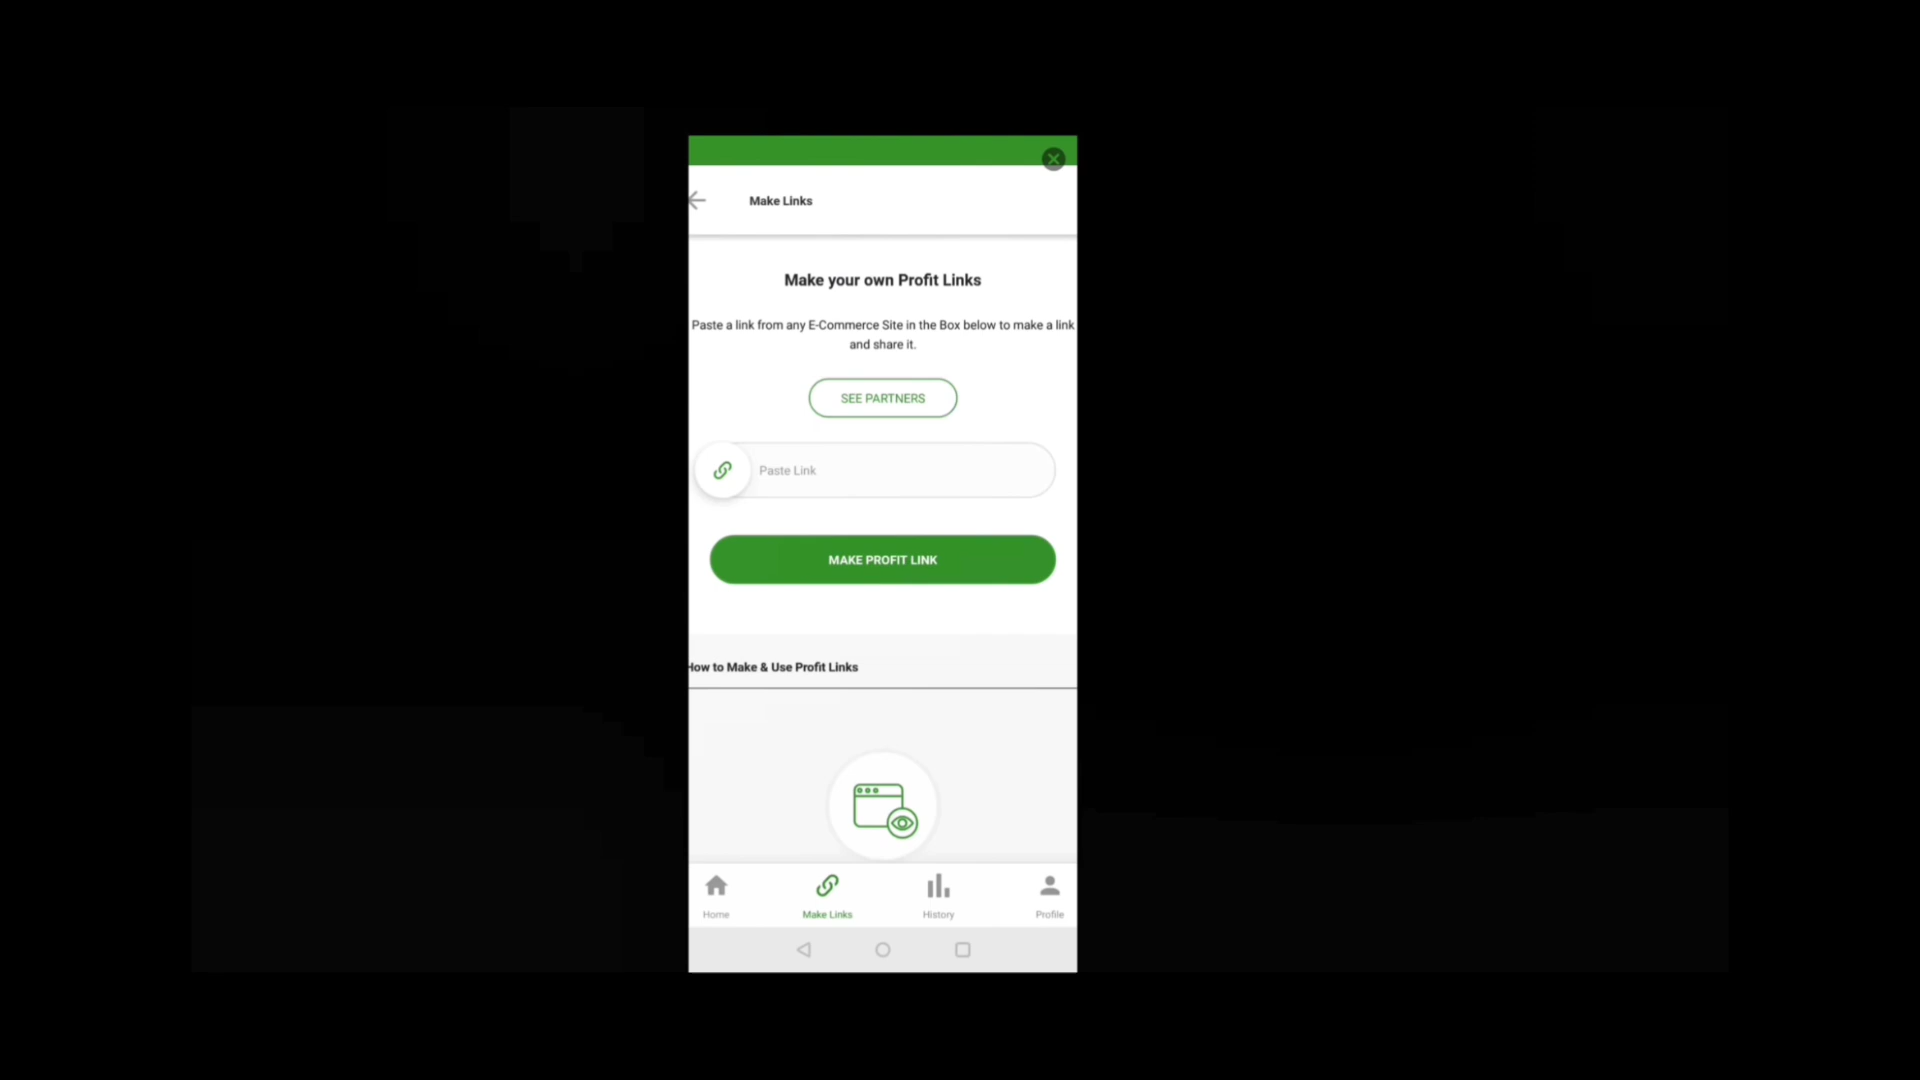 Make Links
Make your own Profit Links
Paste a link from any E-Commerce Site in the Box below to make a link
and share it.
SEE PARTNERS
Paste Link
MAKE PROFIT LINK
How to Make & Use Profit Links
Home
Make Links
History
Profile